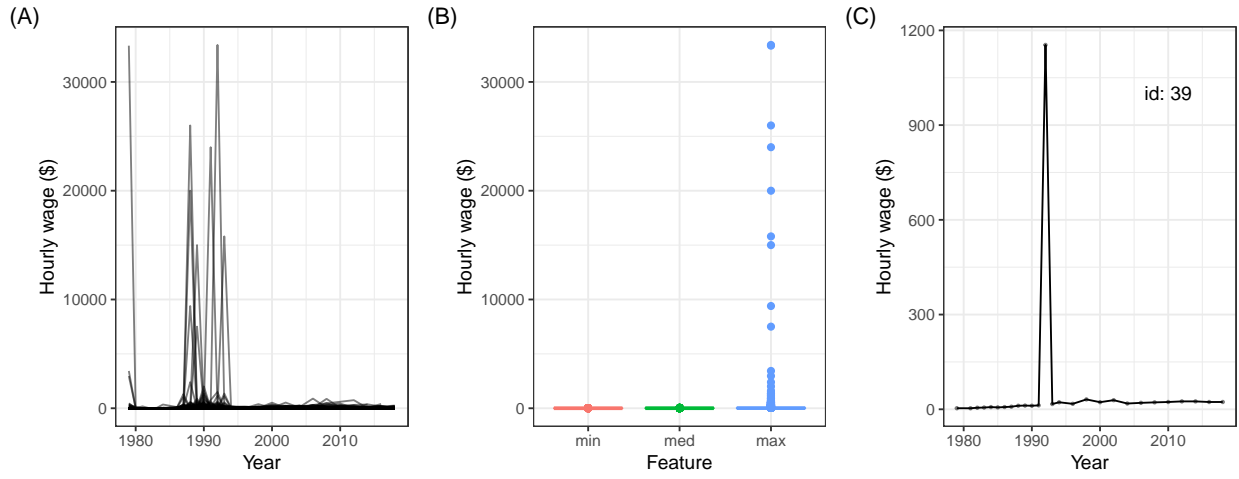 (A)
Hourly wage ($)
30000
20000
10000
0
1980 1990 2000 2010
Year
(B)
Hourly wage ($)
30000
20000
10000
0
min med max
Feature
(C)
Hourly wage ($)
1200
900
600
300
0
id: 39
1980 1990 2000 2010
Year